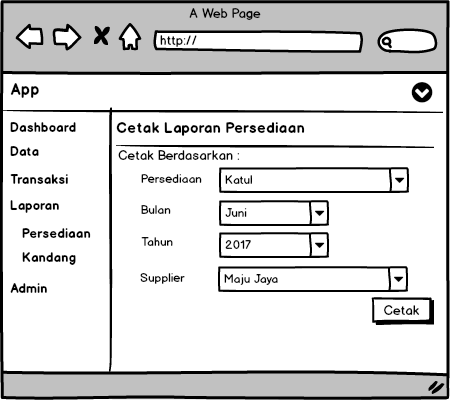 A Web Page
http://
App
Dashboard
Data
Transaksi
Laporan
Persediaan
Kandang
Admin
Cetak Laporan Persediaan
Cetak Berdasarkan :
Persediaan Katul
Bulan Juni
Tahun 2017
Supplier Maju Jaya
Cetak